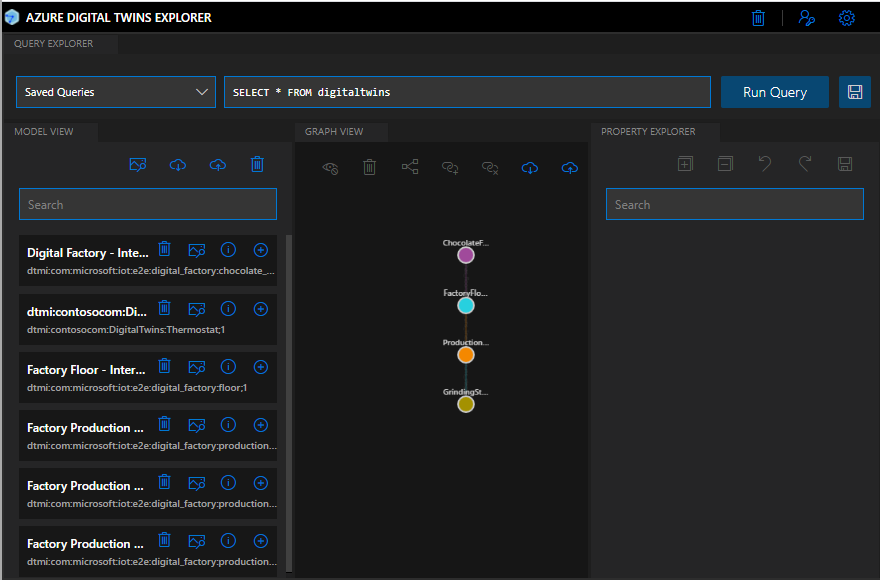 AZURE DIGITAL TWINS EXPLORER
QUERY EXPLORER
Saved Queries
SELECT * FROM digitaltwins
Run Query
MODEL VIEW
GRAPH VIEW
PROPERTY EXPLORER
Search
Search
Digital Factory - Inte...
dtmi:com:microsoft:iot:e2e:digital_factory:chocolate_...
dtmi:contosocom:Di...
dtmi:contosocom:DigitalTwins:Thermostat;1
Factory Floor - Inter...
dtmi:com:microsoft:iot:e2e:digital_factory:floor;1
Factory Production ...
dtmi:com:microsoft:iot:e2e:digital_factory:production...
Factory Production ...
dtmi:com:microsoft:iot:e2e:digital_factory:production...
Factory Production ...
dtmi:com:microsoft:iot:e2e:digital_factory:production...
ChocolateF...
FactoryFlo...
Production...
GrindingSt...